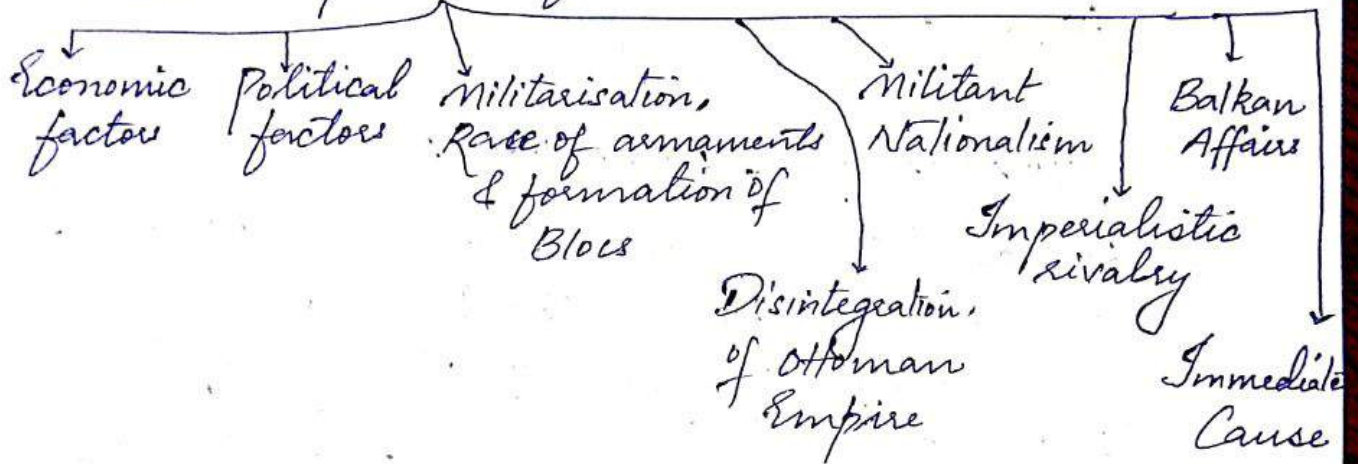 Economic
factors
Political
factors
Militarisation,
Race of armaments
& formation of
Blocs
Disintegration.
of Ottoman
Empire
Militant
Nationalism
Imperialistic
rivalry
Balkan
Affairs
Immediate
Cause